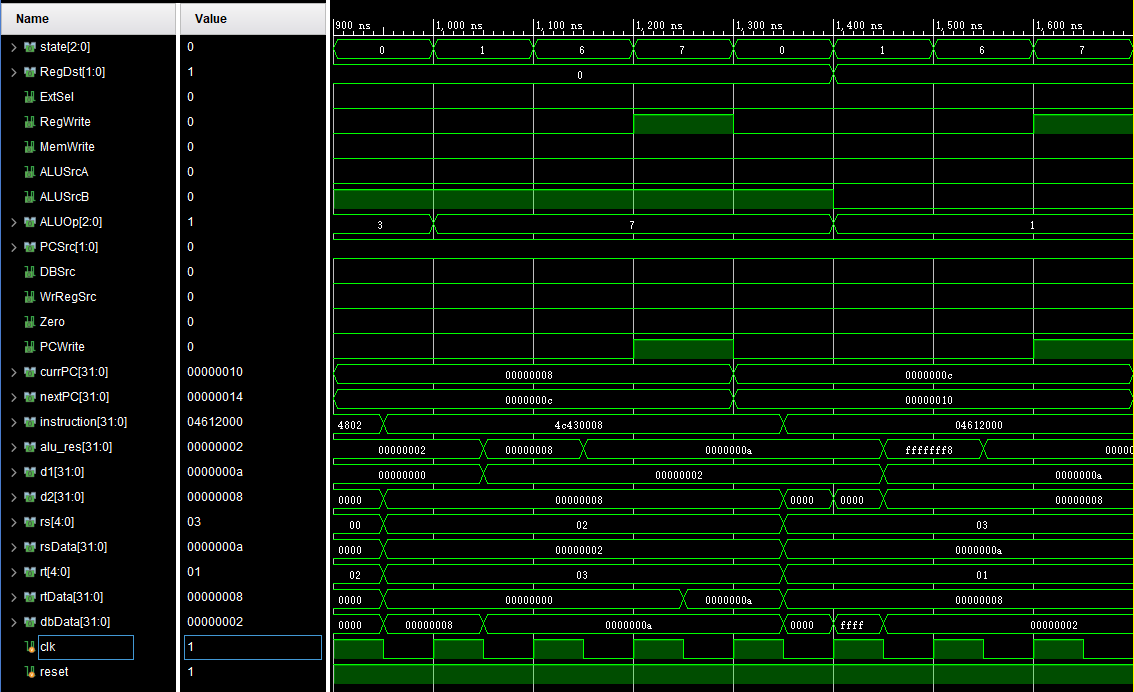 Name Value 900 ns 1,000 ns 1,100 ns 1,200 ns 1,300 ns 1,400 ns 1,500 ns 1,600 ns
state[2:0] 0 0 1 6 7 0 1 6 7
RegDst[1:0] 1 0
ExtSel 0
RegWrite 0
MemWrite 0
ALUSrcA 0
ALUSrcB 0
ALUOp[2:0] 1 3 7 1
PCSrc[1:0] 0
DBSrc 0
WrRegSrc 0
Zero 0
PCWrite 0
currPC[31:0] 00000010 00000008 0000000c
nextPC[31:0] 00000014 0000000c 00000010
instruction[31:0] 04612000 4802 4c430008 04612000
alu_res[31:0] 00000002 00000002 00000008 0000000a fffffff8 00000
d1[31:0] 0000000a 00000000 00000002 0000000a
d2[31:0] 00000008 0000 00000008 0000 0000 00000008
rs[4:0] 03 00 02 03
rsData[31:0] 0000000a 0000 00000002 0000000a
rt[4:0] 01 02 03 01
rtData[31:0] 00000008 0000 00000000 0000000a 00000008
dbData[31:0] 00000002 0000 00000008 0000000a 0000 ffff 00000002
clk 1
reset 1